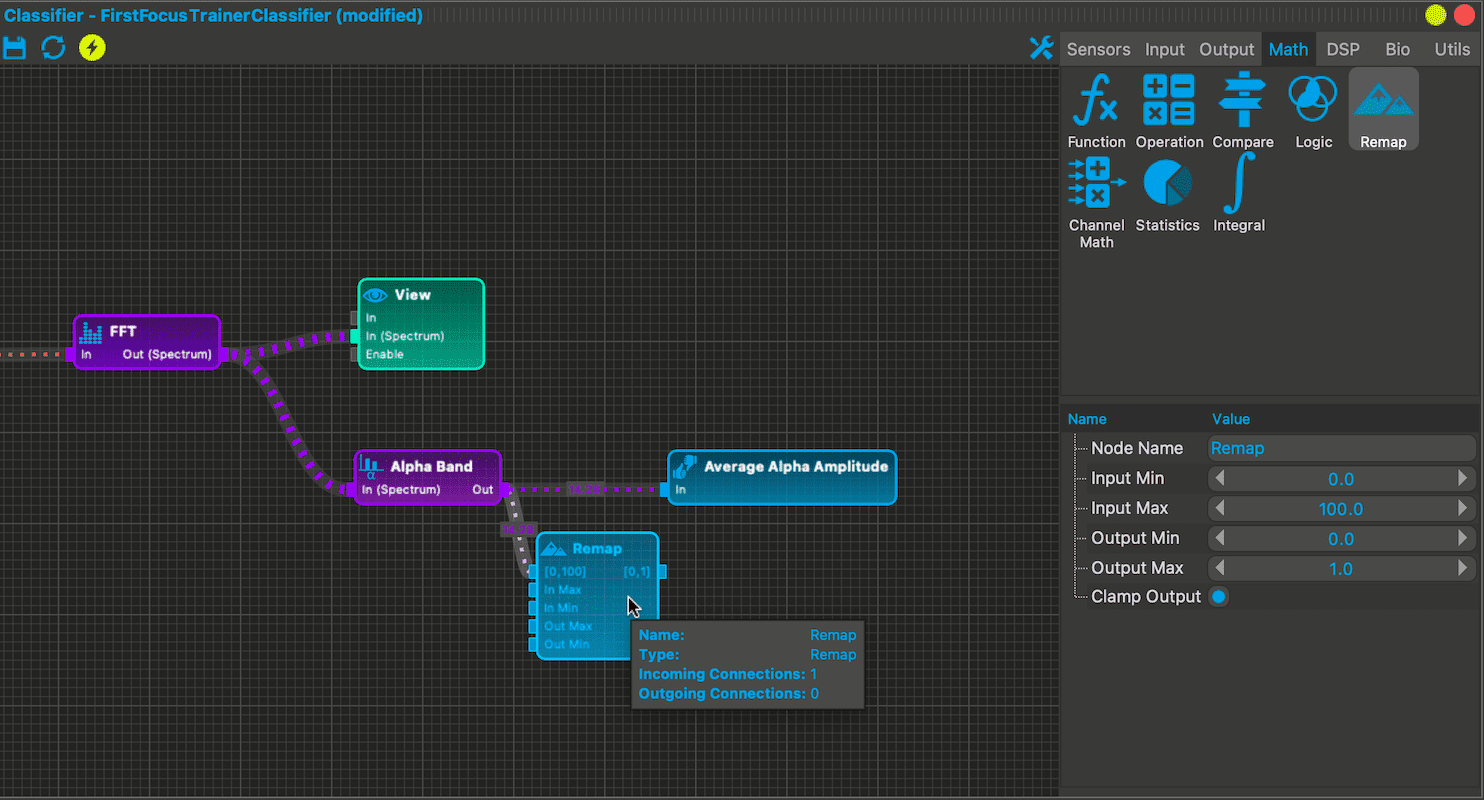 Classifier - FirstFocusTrainerClassifier (modified)
Sensors Input Output Math DSP Bio Utils
Function Operation Compare Logic Remap
Channel Math Statistics Integral
FFT
In Out (Spectrum)
View
In
In (Spectrum)
Enable
Alpha Band
α
In (Spectrum) Out
Average Alpha Amplitude
In
Remap
[0,100] [0,1]
In Max
In Min
Out Max
Out Min
Name: Remap
Type: Remap
Incoming Connections: 1
Outgoing Connections: 0
Name Value
Node Name Remap
Input Min 0.0
Input Max 100.0
Output Min 0.0
Output Max 1.0
Clamp Output